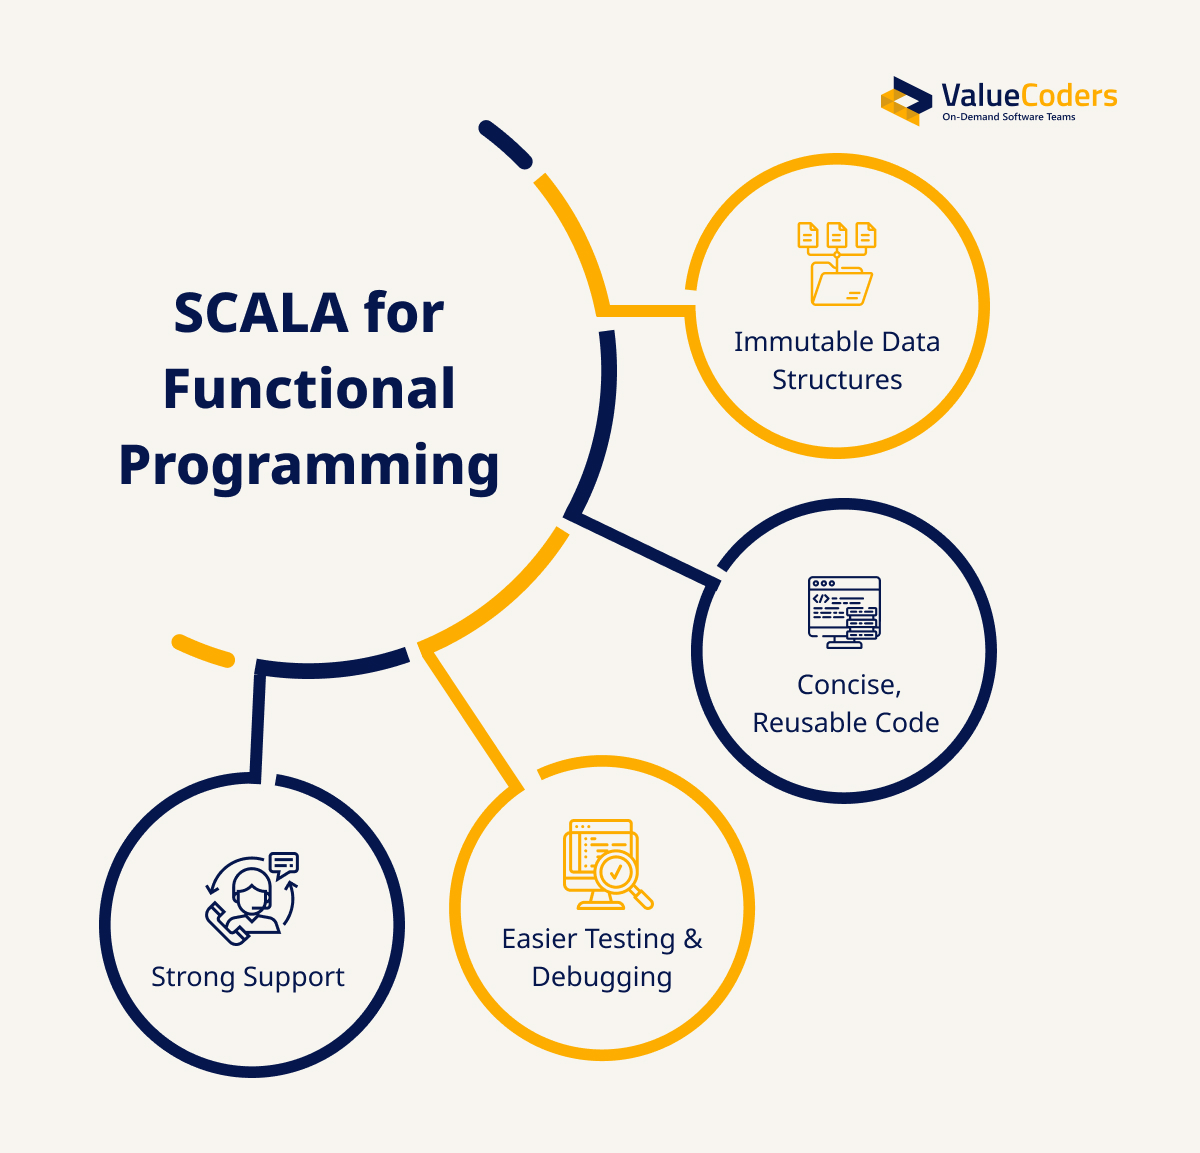 ValueCoders
On-Demand Software Teams
SCALA for
Functional
Programming
Immutable Data
Structures
Concise,
Reusable Code
Easier Testing &
Debugging
Strong Support